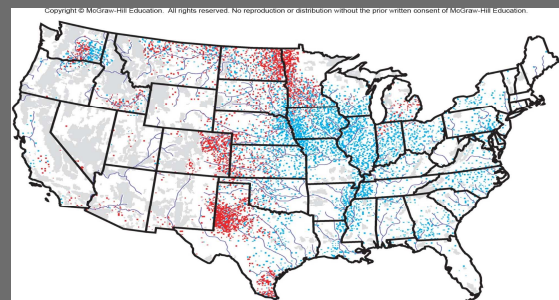 Copyright © McGraw-Hill Education. All rights reserved. No reproduction or distribution without the prior written consent of McGraw-Hill Education.